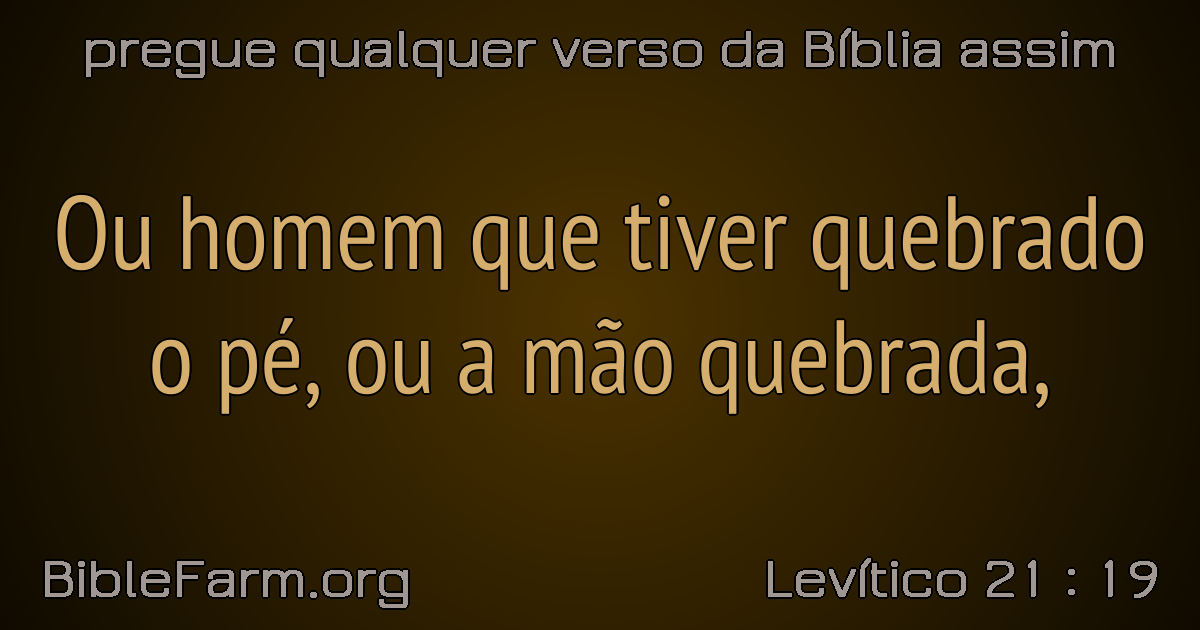 pregue qualquer verso da Bíblia assim
Ou homem que tiver quebrado
o pé, ou a mão quebrada,
BibleFarm.org
Levítico 21 : 19